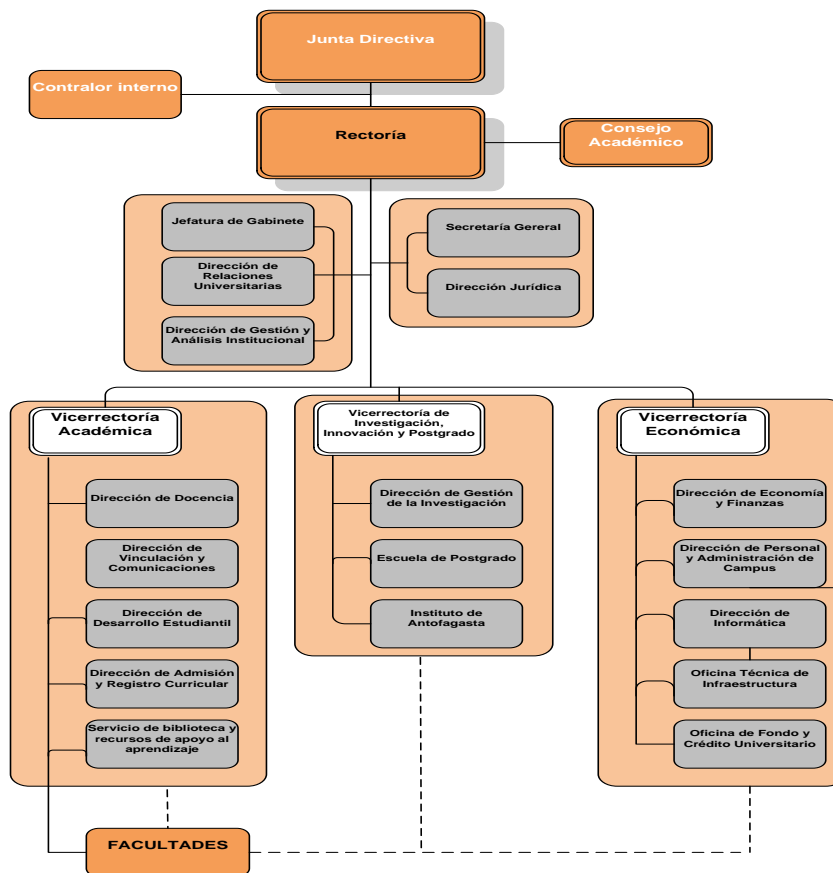 Junta Directiva
Contralor interno
Rectoría
Consejo
Académico
Jefatura de Gabinete
Dirección de
Relaciones
Universitarias
Dirección de Gestión y
Análisis Institucional
Secretaría Gereral
Dirección Jurídica
Vicerrectoría
Académica
Dirección de Docencia
Dirección de
Vinculación y
Comunicaciones
Dirección de
Desarrollo Estudiantil
Dirección de Admisión
y Registro Curricular
Servicio de biblioteca y
recursos de apoyo al
aprendizaje
Vicerrectoría de
Investigación,
Innovación y Postgrado
Dirección de Gestión
de la Investigación
Escuela de Postgrado
Instituto de
Antofagasta
Vicerrectoría
Económica
Dirección de Economía
y Finanzas
Dirección de Personal
y Administración de
Campus
Dirección de
Informática
Oficina Técnica de
Infraestructura
Oficina de Fondo y
Crédito Universitario
FACULTADES